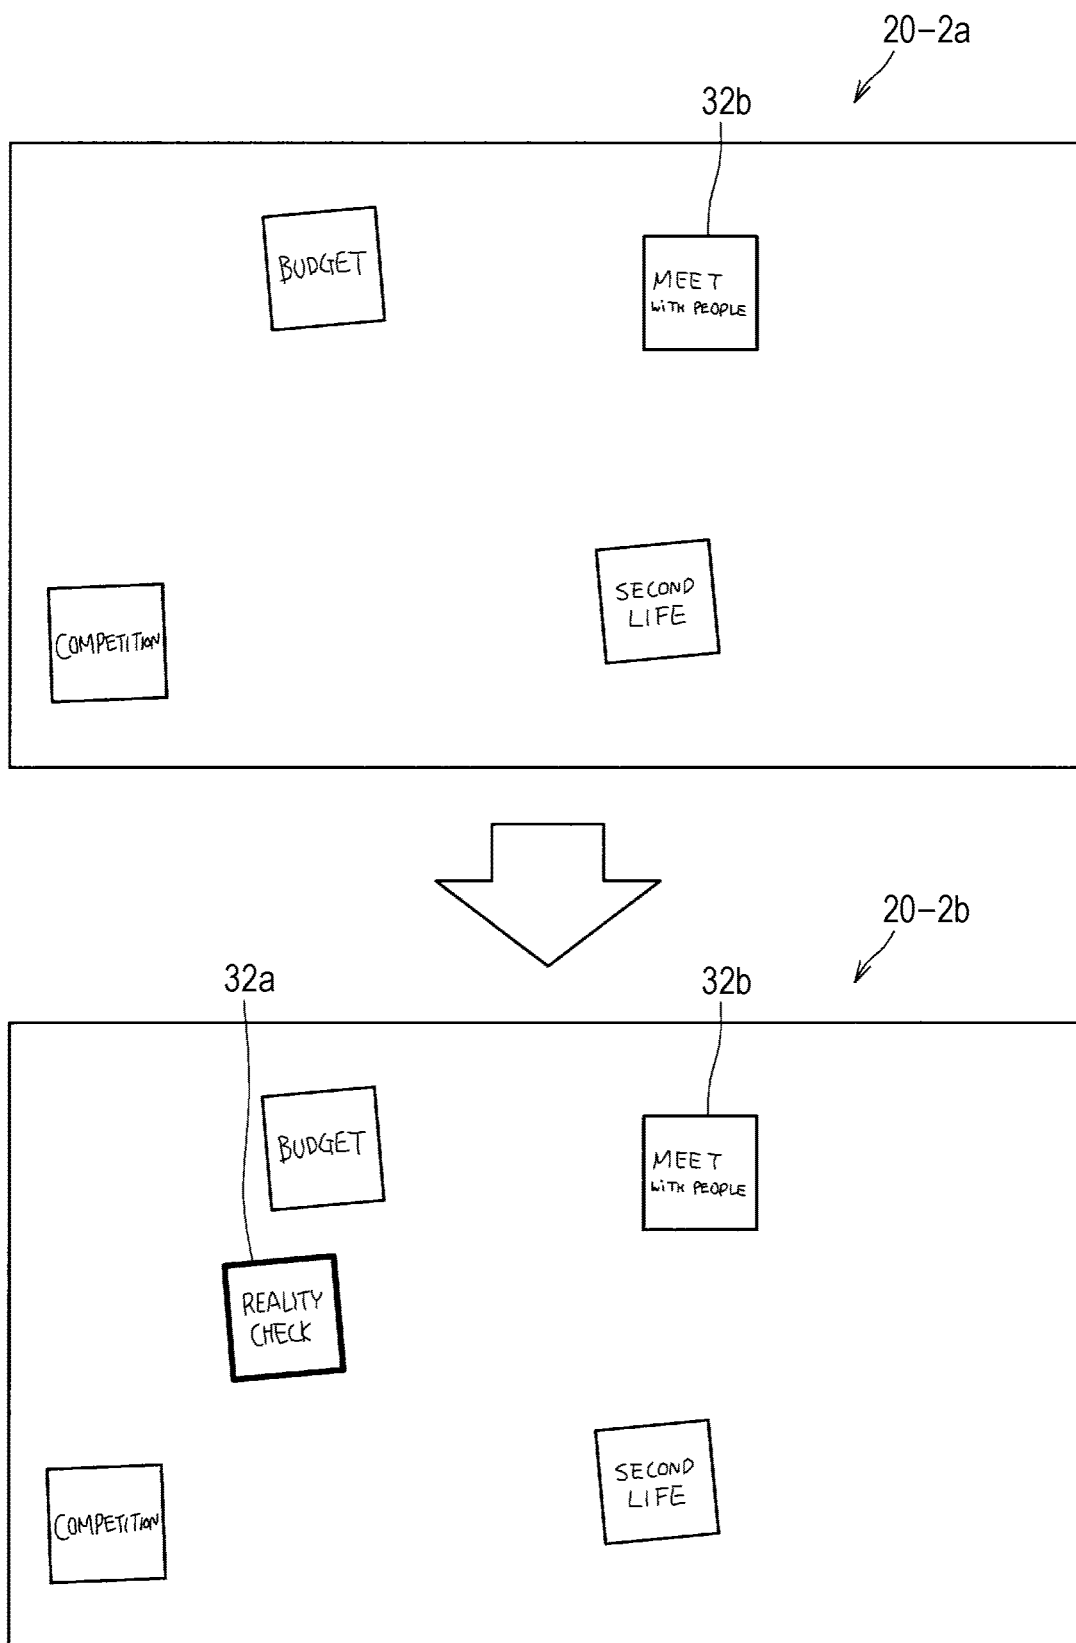 20-2a
32b
BUDGET
MEET
WITH PEOPLE
SECOND
LIFE
COMPETITION
20-2b
32a
32b
BUDGET
MEET
WITH PEOPLE
REALITY
CHECK
SECOND
LIFE
COMPETITION